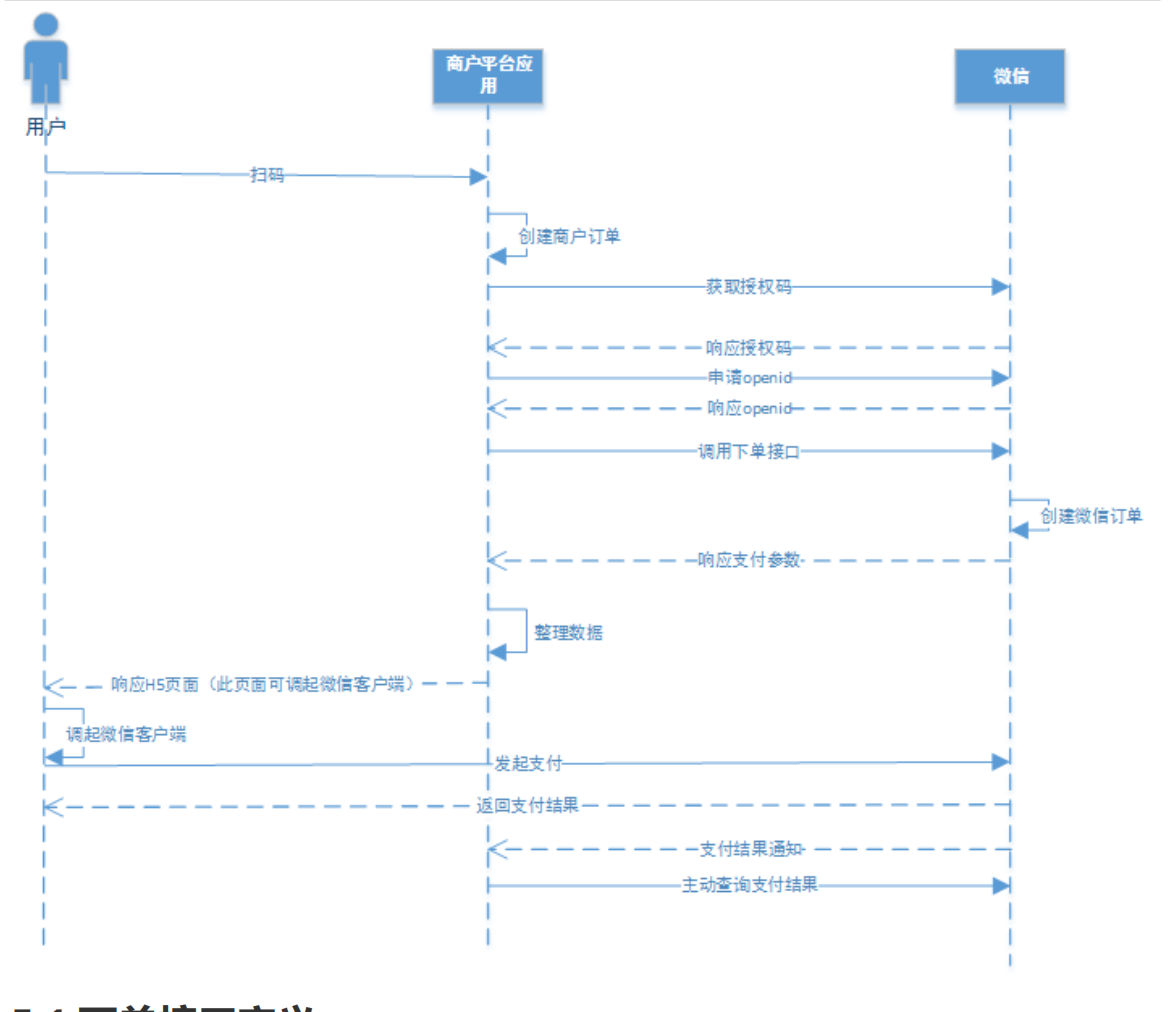 商户平台应
用
微信
用户
扫码
创建商户订单
获取授权码
响应授权码
申请openid
响应openid
调用下单接口
创建微信订单
响应支付参数
整理数据
响应H5页面（此页面可调起微信客户端）
调起微信客户端
发起支付
返回支付结果
支付结果通知
主动查询支付结果